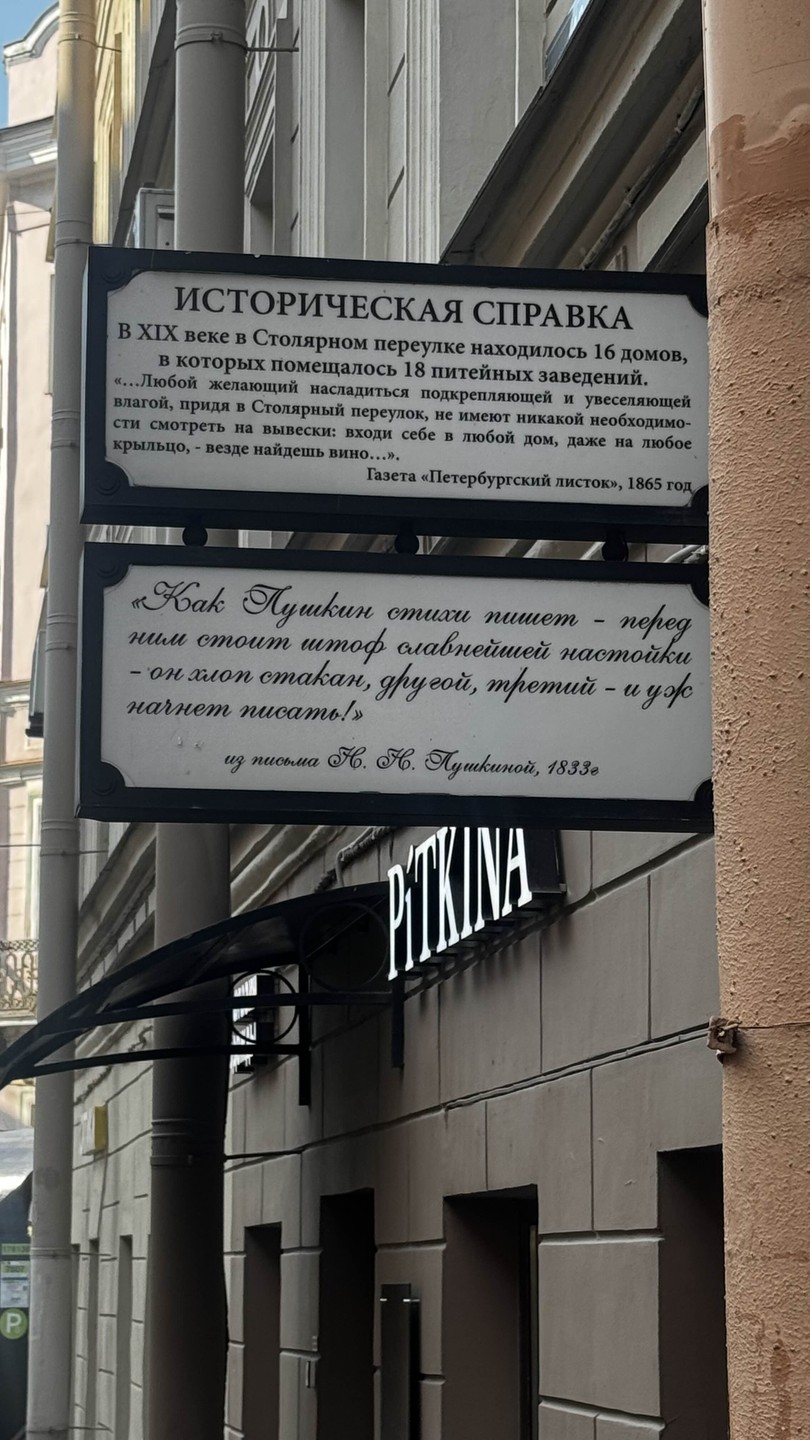 ИСТОРИЧЕСКАЯ СПРАВКА
В XIX веке в Столярном переулке находилось 16 домов,
в которых помещалось 18 питейных заведений.
«…Любой желающий насладиться подкрепляющей и увеселяющей
влагой, придя в Столярный переулок, не имеют никакой необходимо-
сти смотреть на вывески: входи себе в любой дом, даже на любое
крыльцо, - везде найдешь вино…».
Газета «Петербургский листок», 1865 год
«Как Пушкин стихи пишет - перед
ним стоит штоф славнейшей настойки
- он хлоп стакан, другой, третий - и уж
начнет писать!»
из письма Н. Н. Пушкиной, 1833г
PiTKINA
P